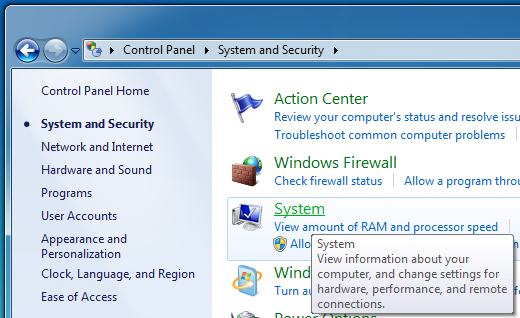 Control Panel System and Security
Control Panel Home
System and Security
Network and Internet
Hardware and Sound
Programs
User Accounts
Appearance and
Personalization
Clock, Language, and Region
Ease of Access
Action Center
Review your computer's status and resolve issu
Troubleshoot common computer problems
Windows Firewall
Check firewall status Allow a program throu
System
View amount of RAM and processor speed
Allo
System
View information about your
computer, and change settings for
hardware, performance, and remote
connections.
Wind
Turn au
Power Options